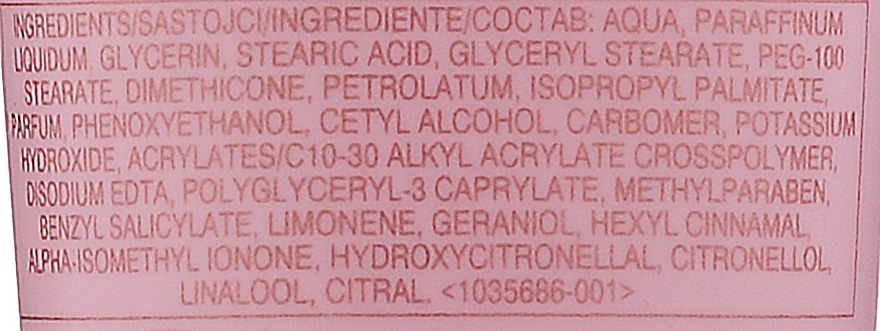 INGREDIENTS/SASTOJCI/INGREDIENTE/СОСТАВ: AQUA, PARAFFINUM
LIQUIDUM, GLYCERIN, STEARIC ACID, GLYCERYL STEARATE, PEG-100
STEARATE, DIMETHICONE, PETROLATUM, ISOPROPYL PALMITATE,
PARFUM, PHENOXYETHANOL, CETYL ALCOHOL, CARBOMER, POTASSIUM
HYDROXIDE, ACRYLATES/C10-30 ALKYL ACRYLATE CROSSPOLYMER,
DISODIUM EDTA, POLYGLYCERYL-3 CAPRYLATE, METHYLPARABEN,
BENZYL SALICYLATE, LIMONENE, GERANIOL, HEXYL CINNAMAL,
ALPHA-ISOMETHYL IONONE, HYDROXYCITRONELLAL, CITRONELLOL,
LINALOOL, CITRAL. <1035686-001>